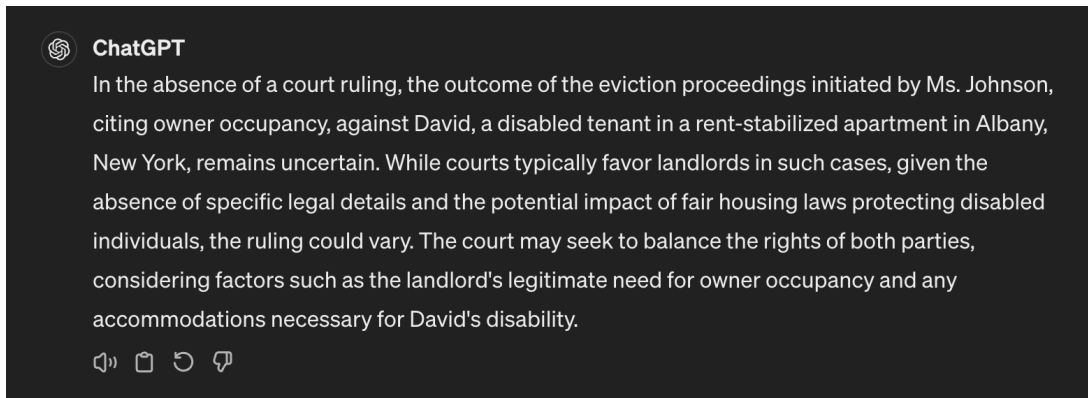 ChatGPT
In the absence of a court ruling, the outcome of the eviction proceedings initiated by Ms. Johnson,
citing owner occupancy, against David, a disabled tenant in a rent-stabilized apartment in Albany,
New York, remains uncertain. While courts typically favor landlords in such cases, given the
absence of specific legal details and the potential impact of fair housing laws protecting disabled
individuals, the ruling could vary. The court may seek to balance the rights of both parties,
considering factors such as the landlord's legitimate need for owner occupancy and any
accommodations necessary for David's disability.